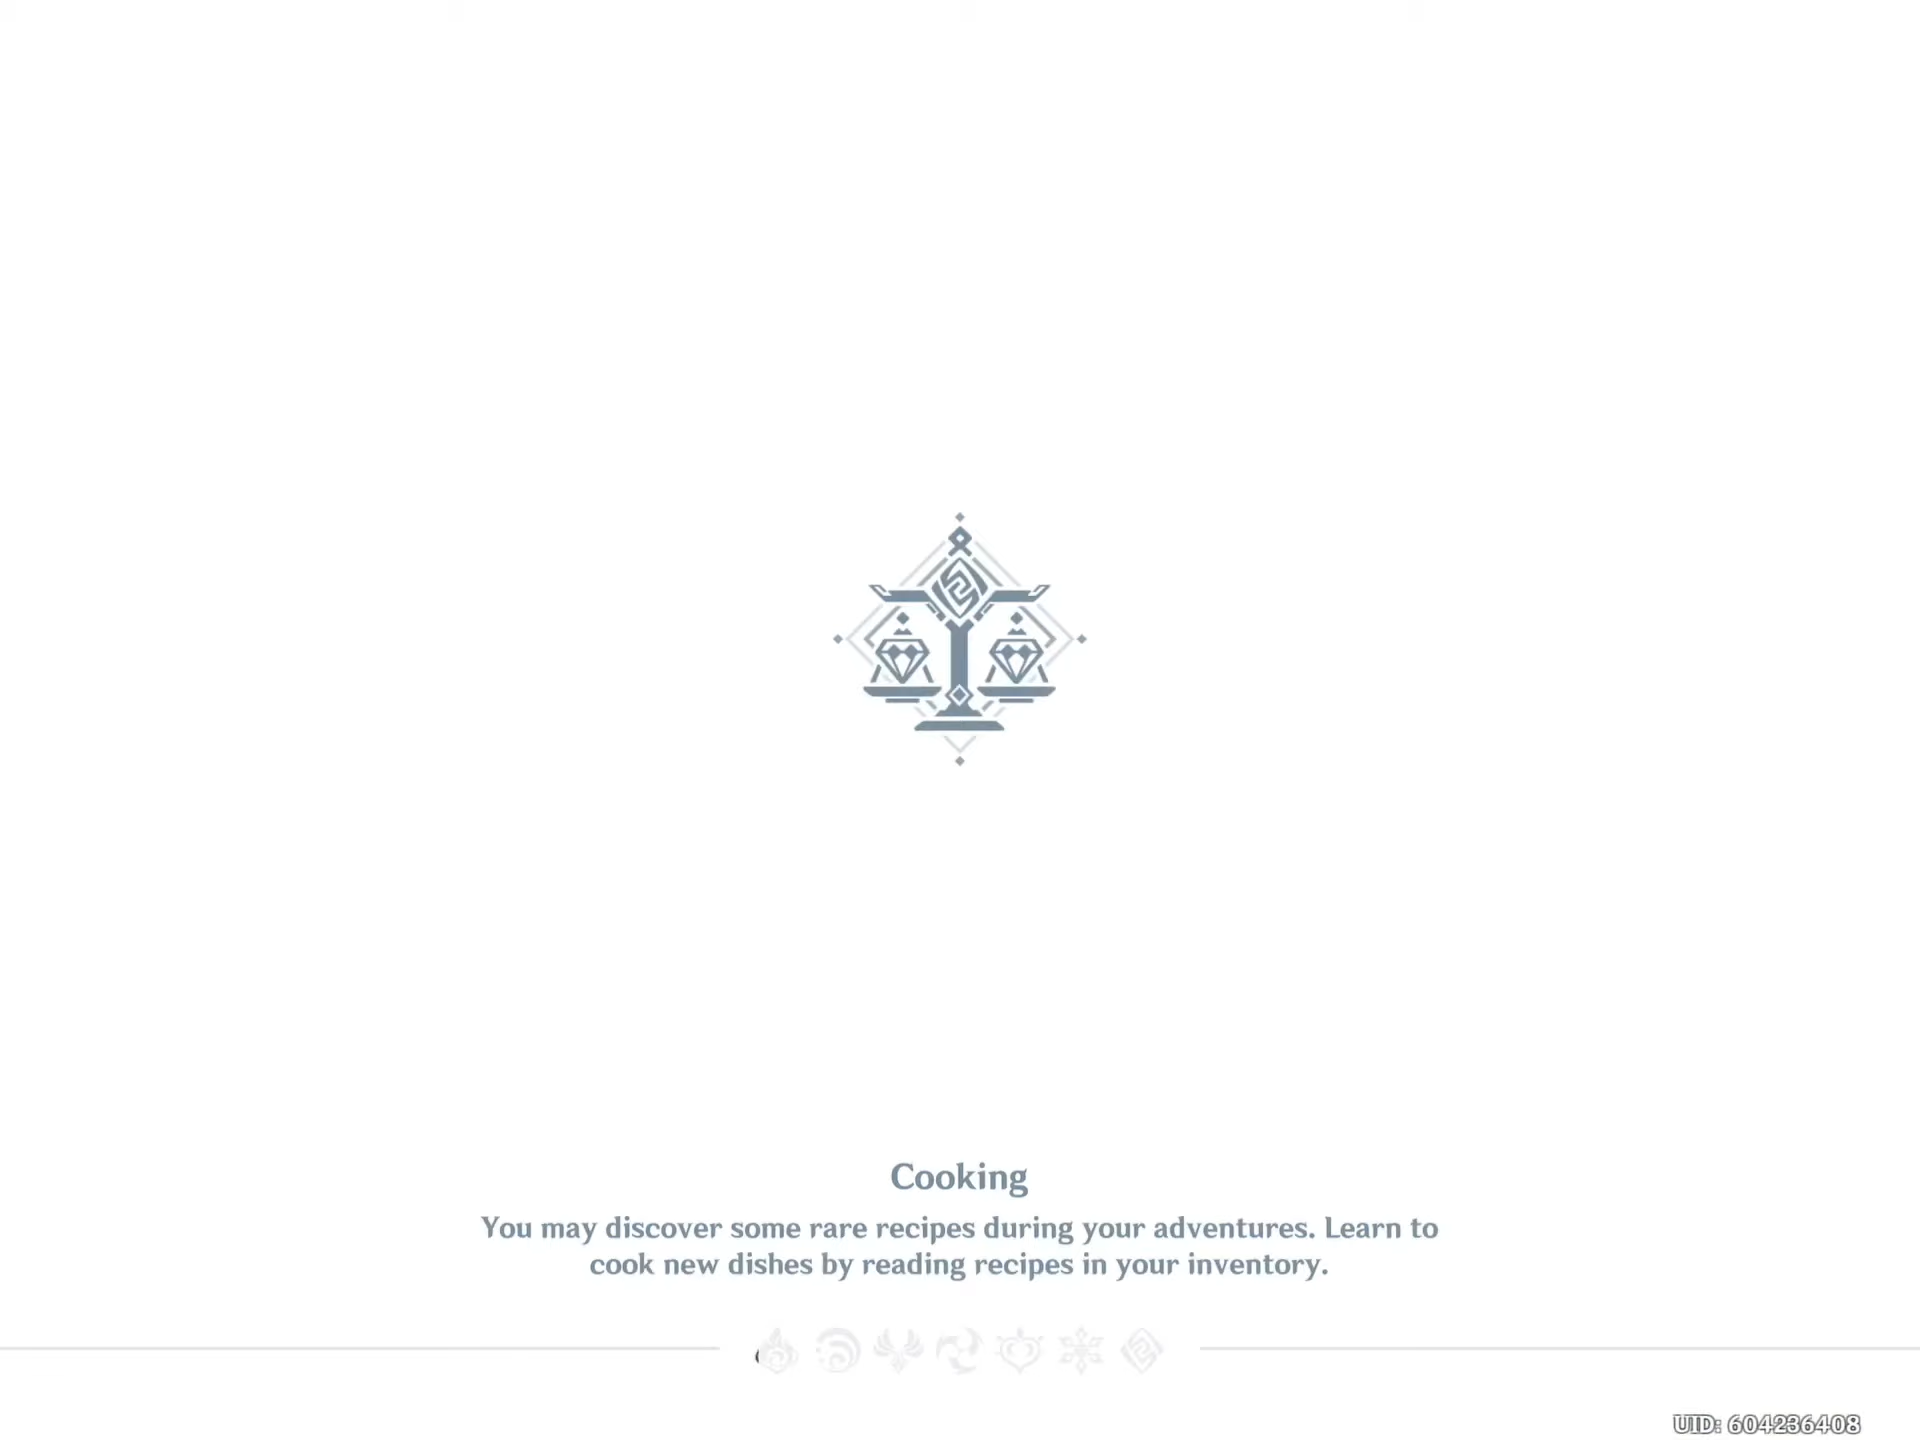 Cooking
You may discover some rare recipes during your adventures. Learn to
cook new dishes by reading recipes in your inventory.
UID: 604236408